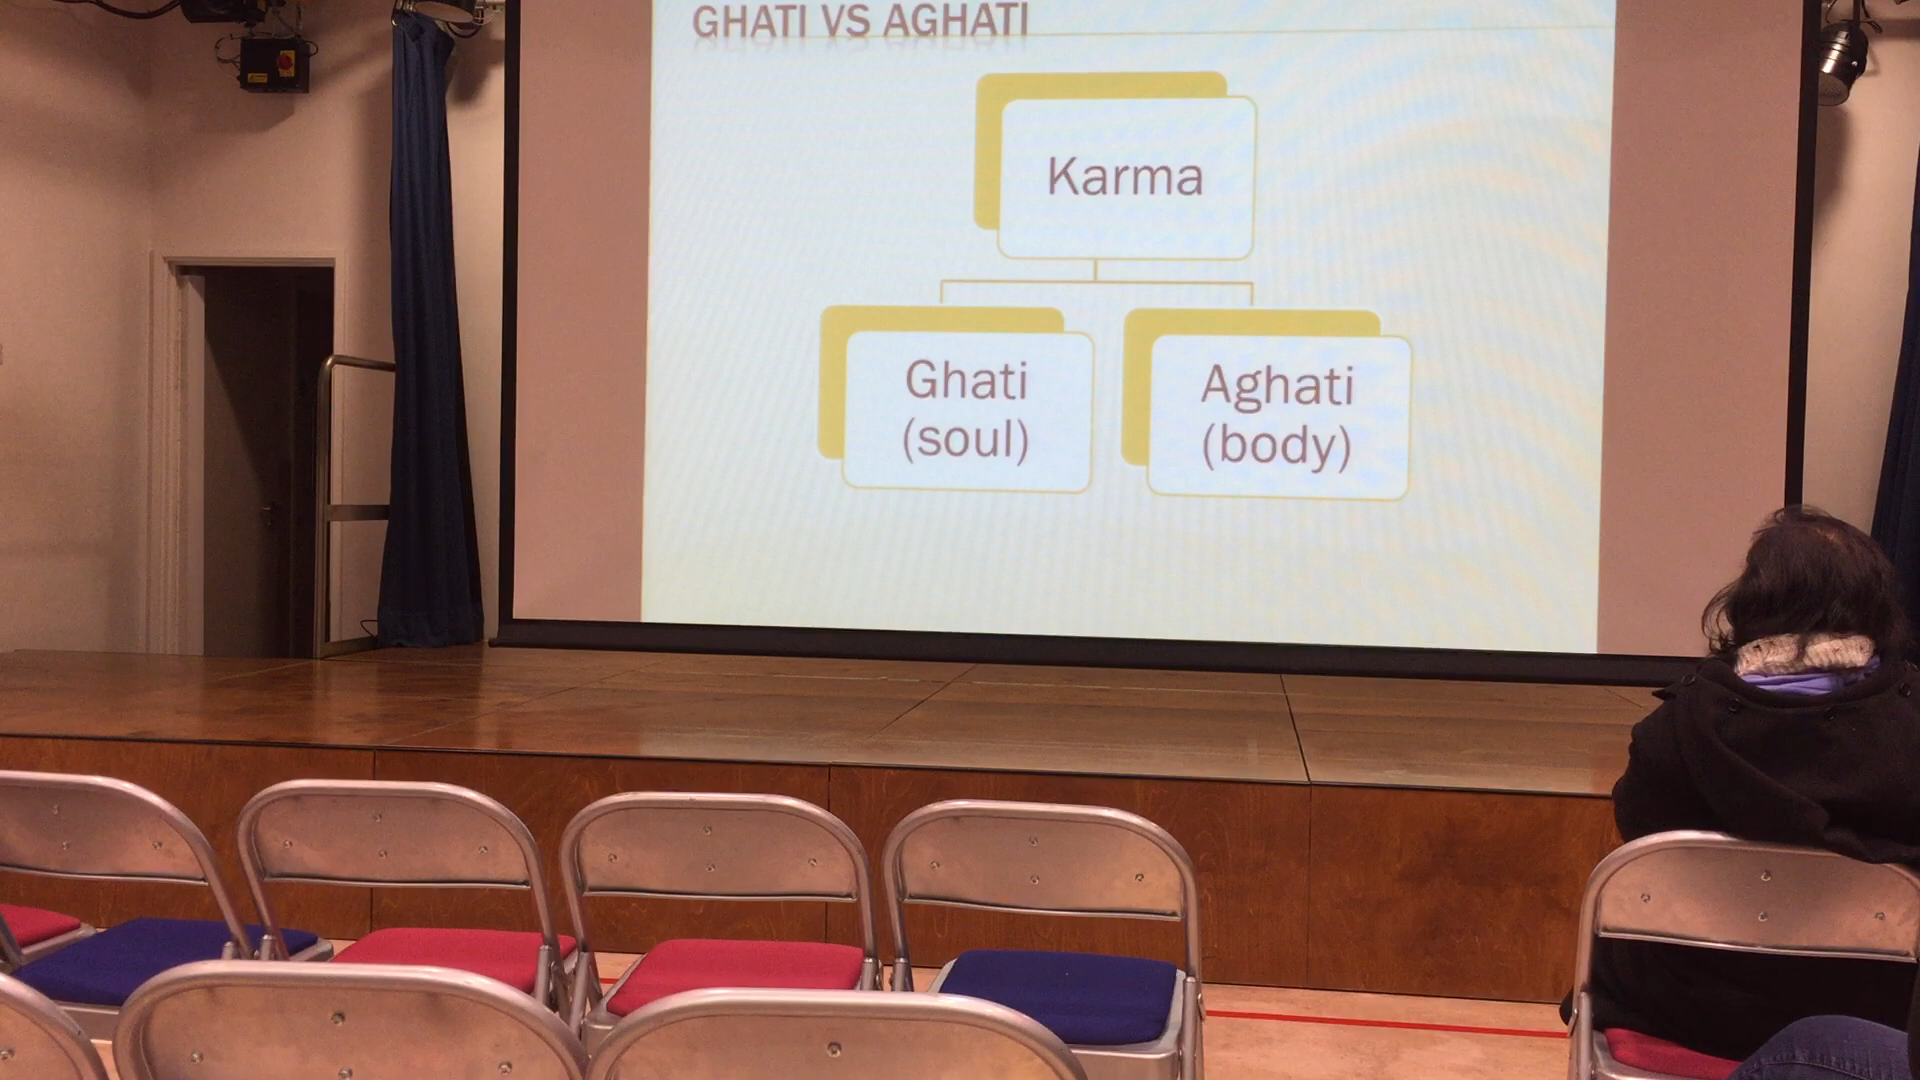 GHATI VS AGHATI
Karma
Ghati
(soul)
Aghati
(body)